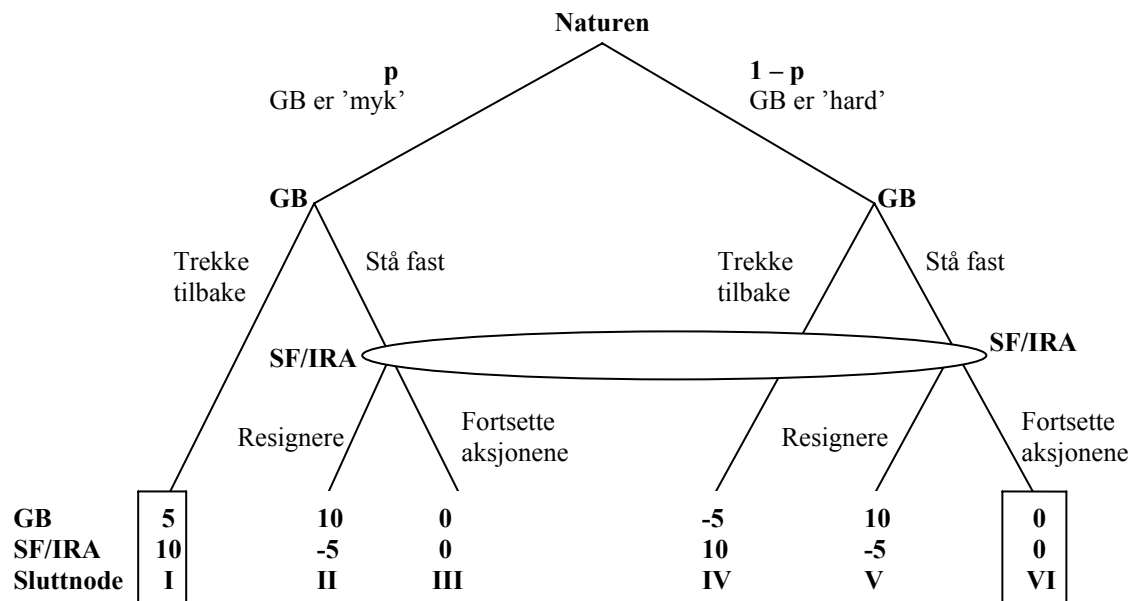 Naturen
p 1 – p
GB er ’myk’ GB er ’hard’
GB GB
Trekke tilbake Stå fast Trekke tilbake Stå fast
SF/IRA SF/IRA
Resignere Fortsette aksjonene Resignere Fortsette aksjonene
GB 5 10 0 -5 10 0
SF/IRA 10 -5 0 10 -5 0
Sluttnode I II III IV V VI